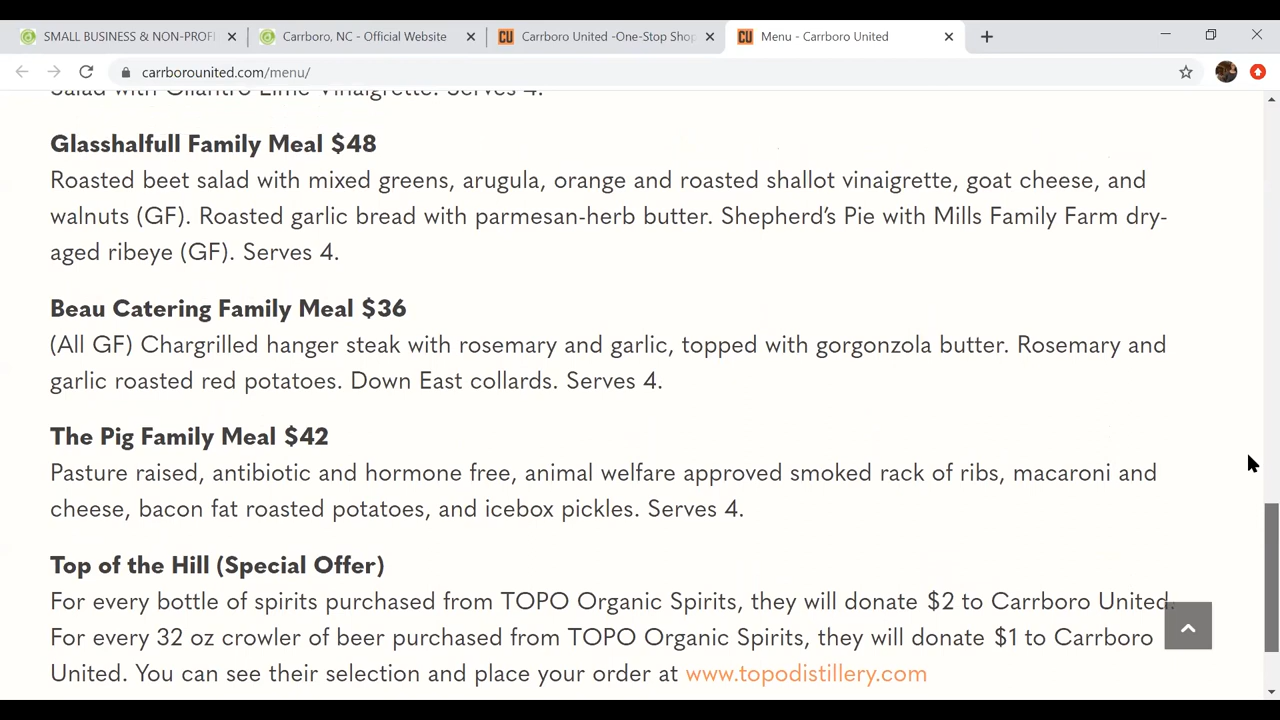 SMALL BUSINESS & NON-PROFI
Carrboro, NC - Official Website
CU Carrboro United -One-Stop Shop
CU Menu - Carrboro United
carrborounited.com/menu/
Salad with Cilantro Lime Vinaigrette. Serves 4.
Glasshalfull Family Meal $48
Roasted beet salad with mixed greens, arugula, orange and roasted shallot vinaigrette, goat cheese, and
walnuts (GF). Roasted garlic bread with parmesan-herb butter. Shepherd's Pie with Mills Family Farm dry-
aged ribeye (GF). Serves 4.
Beau Catering Family Meal $36
(All GF) Chargrilled hanger steak with rosemary and garlic, topped with gorgonzola butter. Rosemary and
garlic roasted red potatoes. Down East collards. Serves 4.
The Pig Family Meal $42
Pasture raised, antibiotic and hormone free, animal welfare approved smoked rack of ribs, macaroni and
cheese, bacon fat roasted potatoes, and icebox pickles. Serves 4.
Top of the Hill (Special Offer)
For every bottle of spirits purchased from TOPO Organic Spirits, they will donate $2 to Carrboro United.
For every 32 oz crowler of beer purchased from TOPO Organic Spirits, they will donate $1 to Carrboro
United. You can see their selection and place your order at www.topodistillery.com